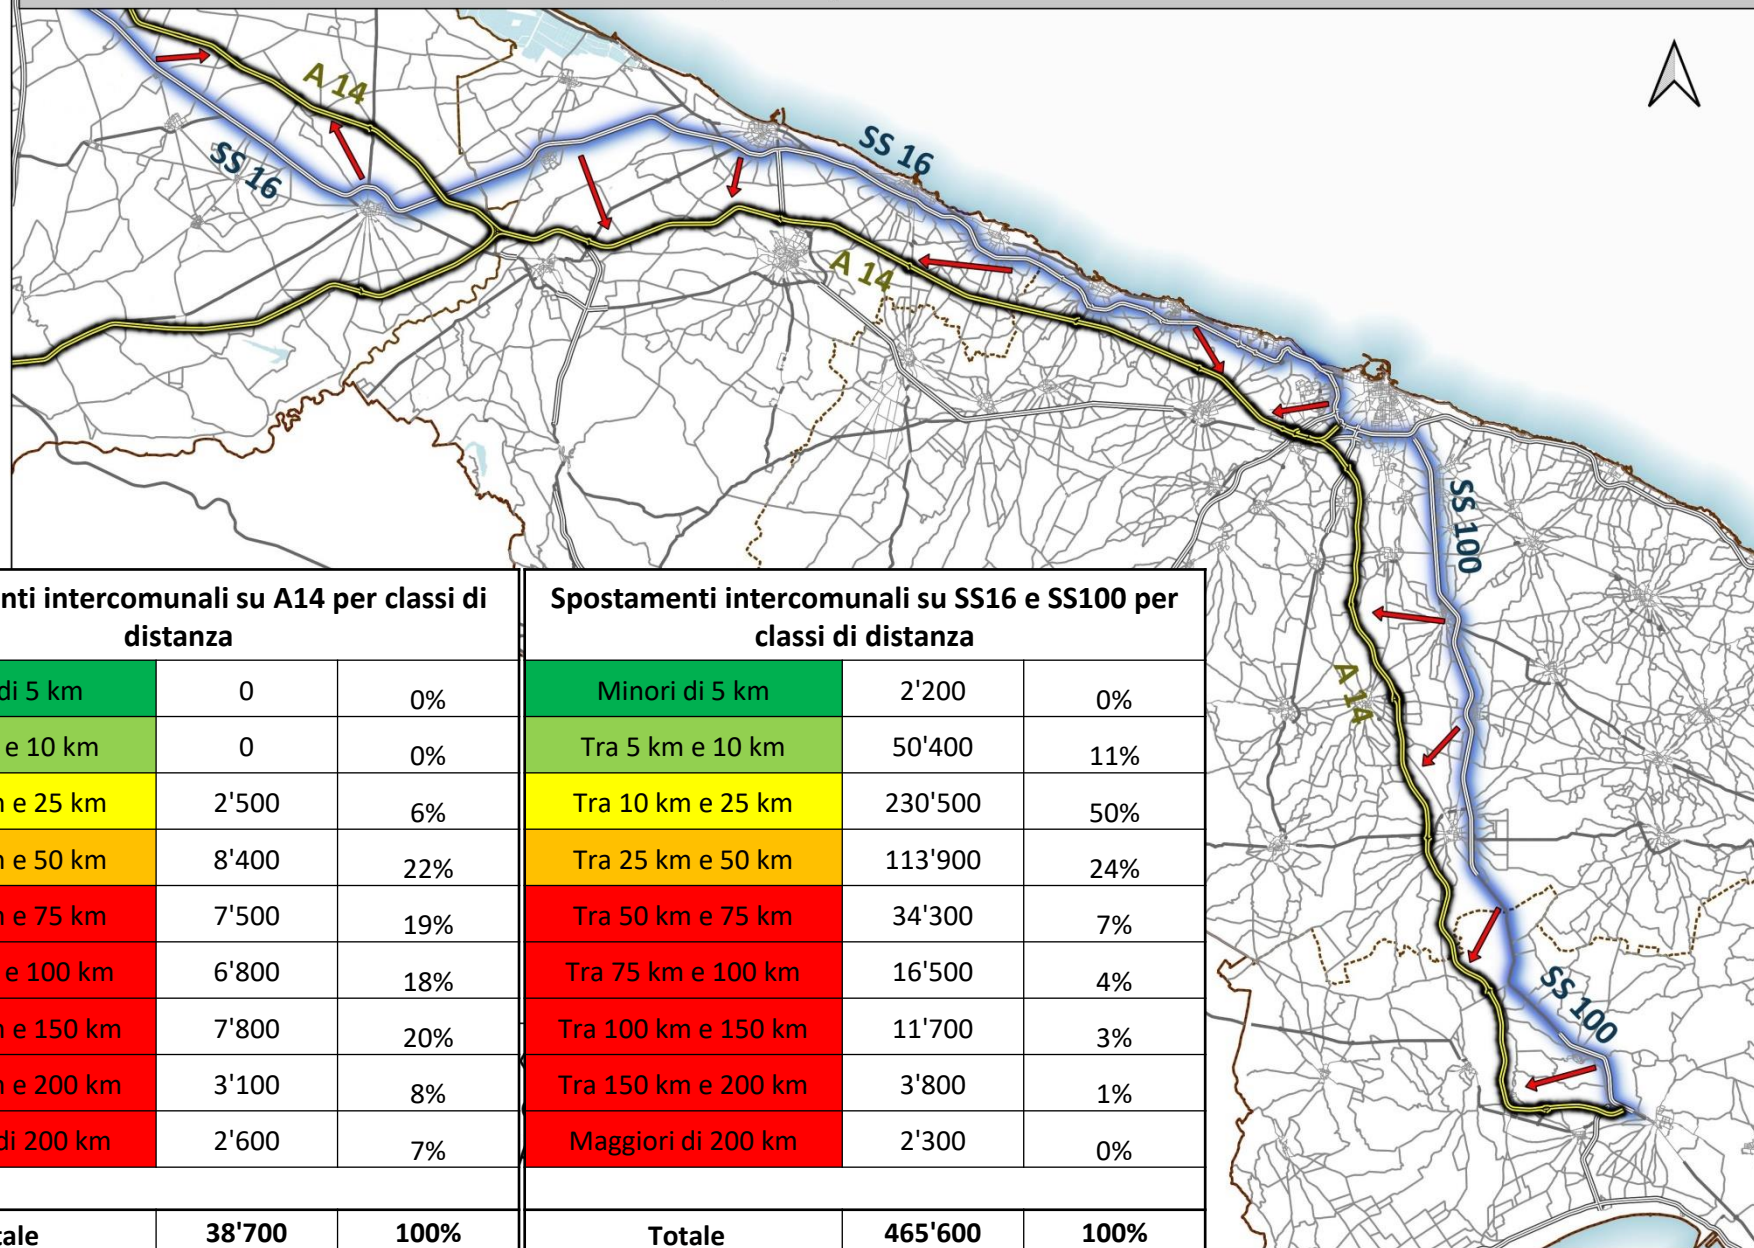 A 14
SS 16
SS 16
A 14
SS 100
A 14
SS 100
nti intercomunali su A14 per classi di
distanza
di 5 km 0 0%
e 10 km 0 0%
e 25 km 2'500 6%
e 50 km 8'400 22%
e 75 km 7'500 19%
e 100 km 6'800 18%
e 150 km 7'800 20%
e 200 km 3'100 8%
di 200 km 2'600 7%
tale 38'700 100%
Spostamenti intercomunali su SS16 e SS100 per
classi di distanza
Minori di 5 km 2'200 0%
Tra 5 km e 10 km 50'400 11%
Tra 10 km e 25 km 230'500 50%
Tra 25 km e 50 km 113'900 24%
Tra 50 km e 75 km 34'300 7%
Tra 75 km e 100 km 16'500 4%
Tra 100 km e 150 km 11'700 3%
Tra 150 km e 200 km 3'800 1%
Maggiori di 200 km 2'300 0%
Totale 465'600 100%